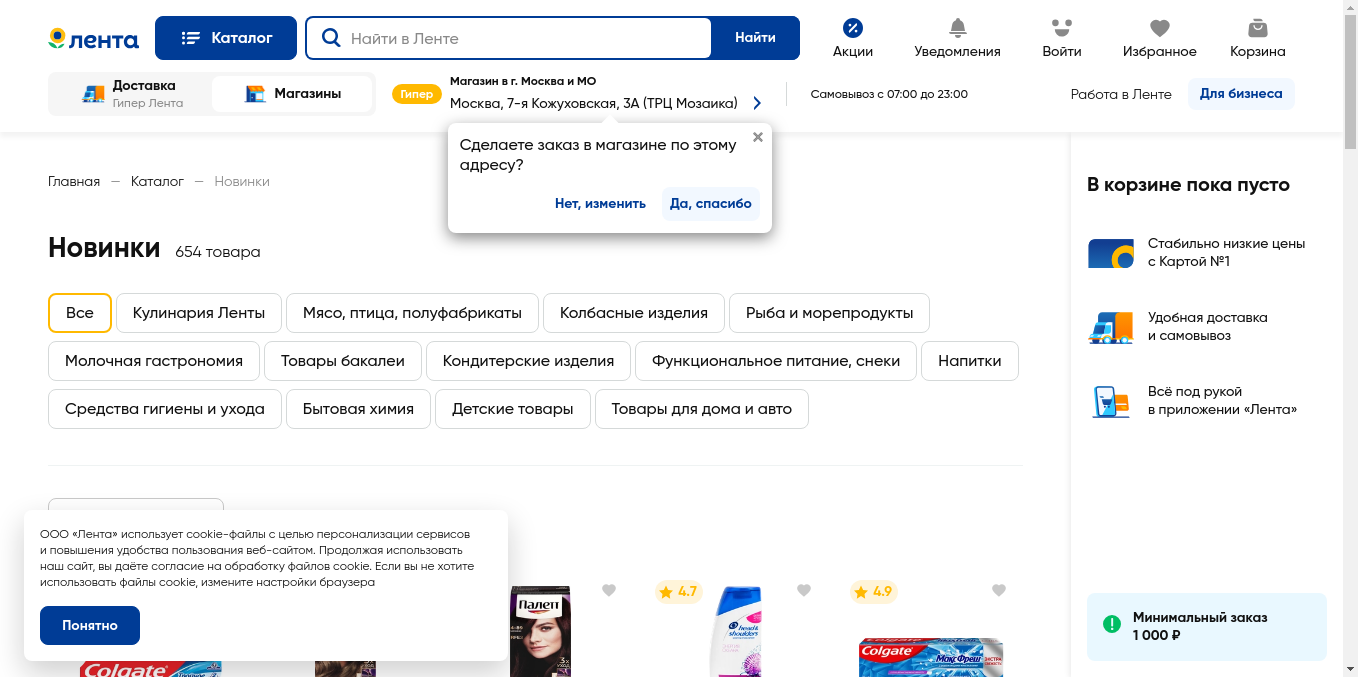 лента
Каталог
Найти в Ленте
Найти
Акции
Уведомления
Войти
Избранное
Корзина
Доставка
Гипер Лента
Магазины
Гипер
Магазин в г. Москва и МО
Москва, 7-я Кожуховская, 3А (ТРЦ Мозаика)
Самовывоз с 07:00 до 23:00
Работа в Ленте
Для бизнеса
Сделаете заказ в магазине по этому
адресу?
Нет, изменить
Да, спасибо
Главная — Каталог — Новинки
Новинки 654 товара
Все
Кулинария Ленты
Мясо, птица, полуфабрикаты
Колбасные изделия
Рыба и морепродукты
Молочная гастрономия
Товары бакалеи
Кондитерские изделия
Функциональное питание, снеки
Напитки
Средства гигиены и ухода
Бытовая химия
Детские товары
Товары для дома и авто
В корзине пока пусто
Стабильно низкие цены
с Картой №1
Удобная доставка
и самовывоз
Всё под рукой
в приложении «Лента»
Минимальный заказ
1 000 ₽
ООО «Лента» использует cookie-файлы с целью персонализации сервисов
и повышения удобства пользования веб-сайтом. Продолжая использовать
наш сайт, вы даёте согласие на обработку файлов cookie. Если вы не хотите
использовать файлы cookie, измените настройки браузера
Понятно
4.7
4.9
Палетт
head &
shoulders
Colgate
Colgate
Макс Фреш
ЭКСТРА